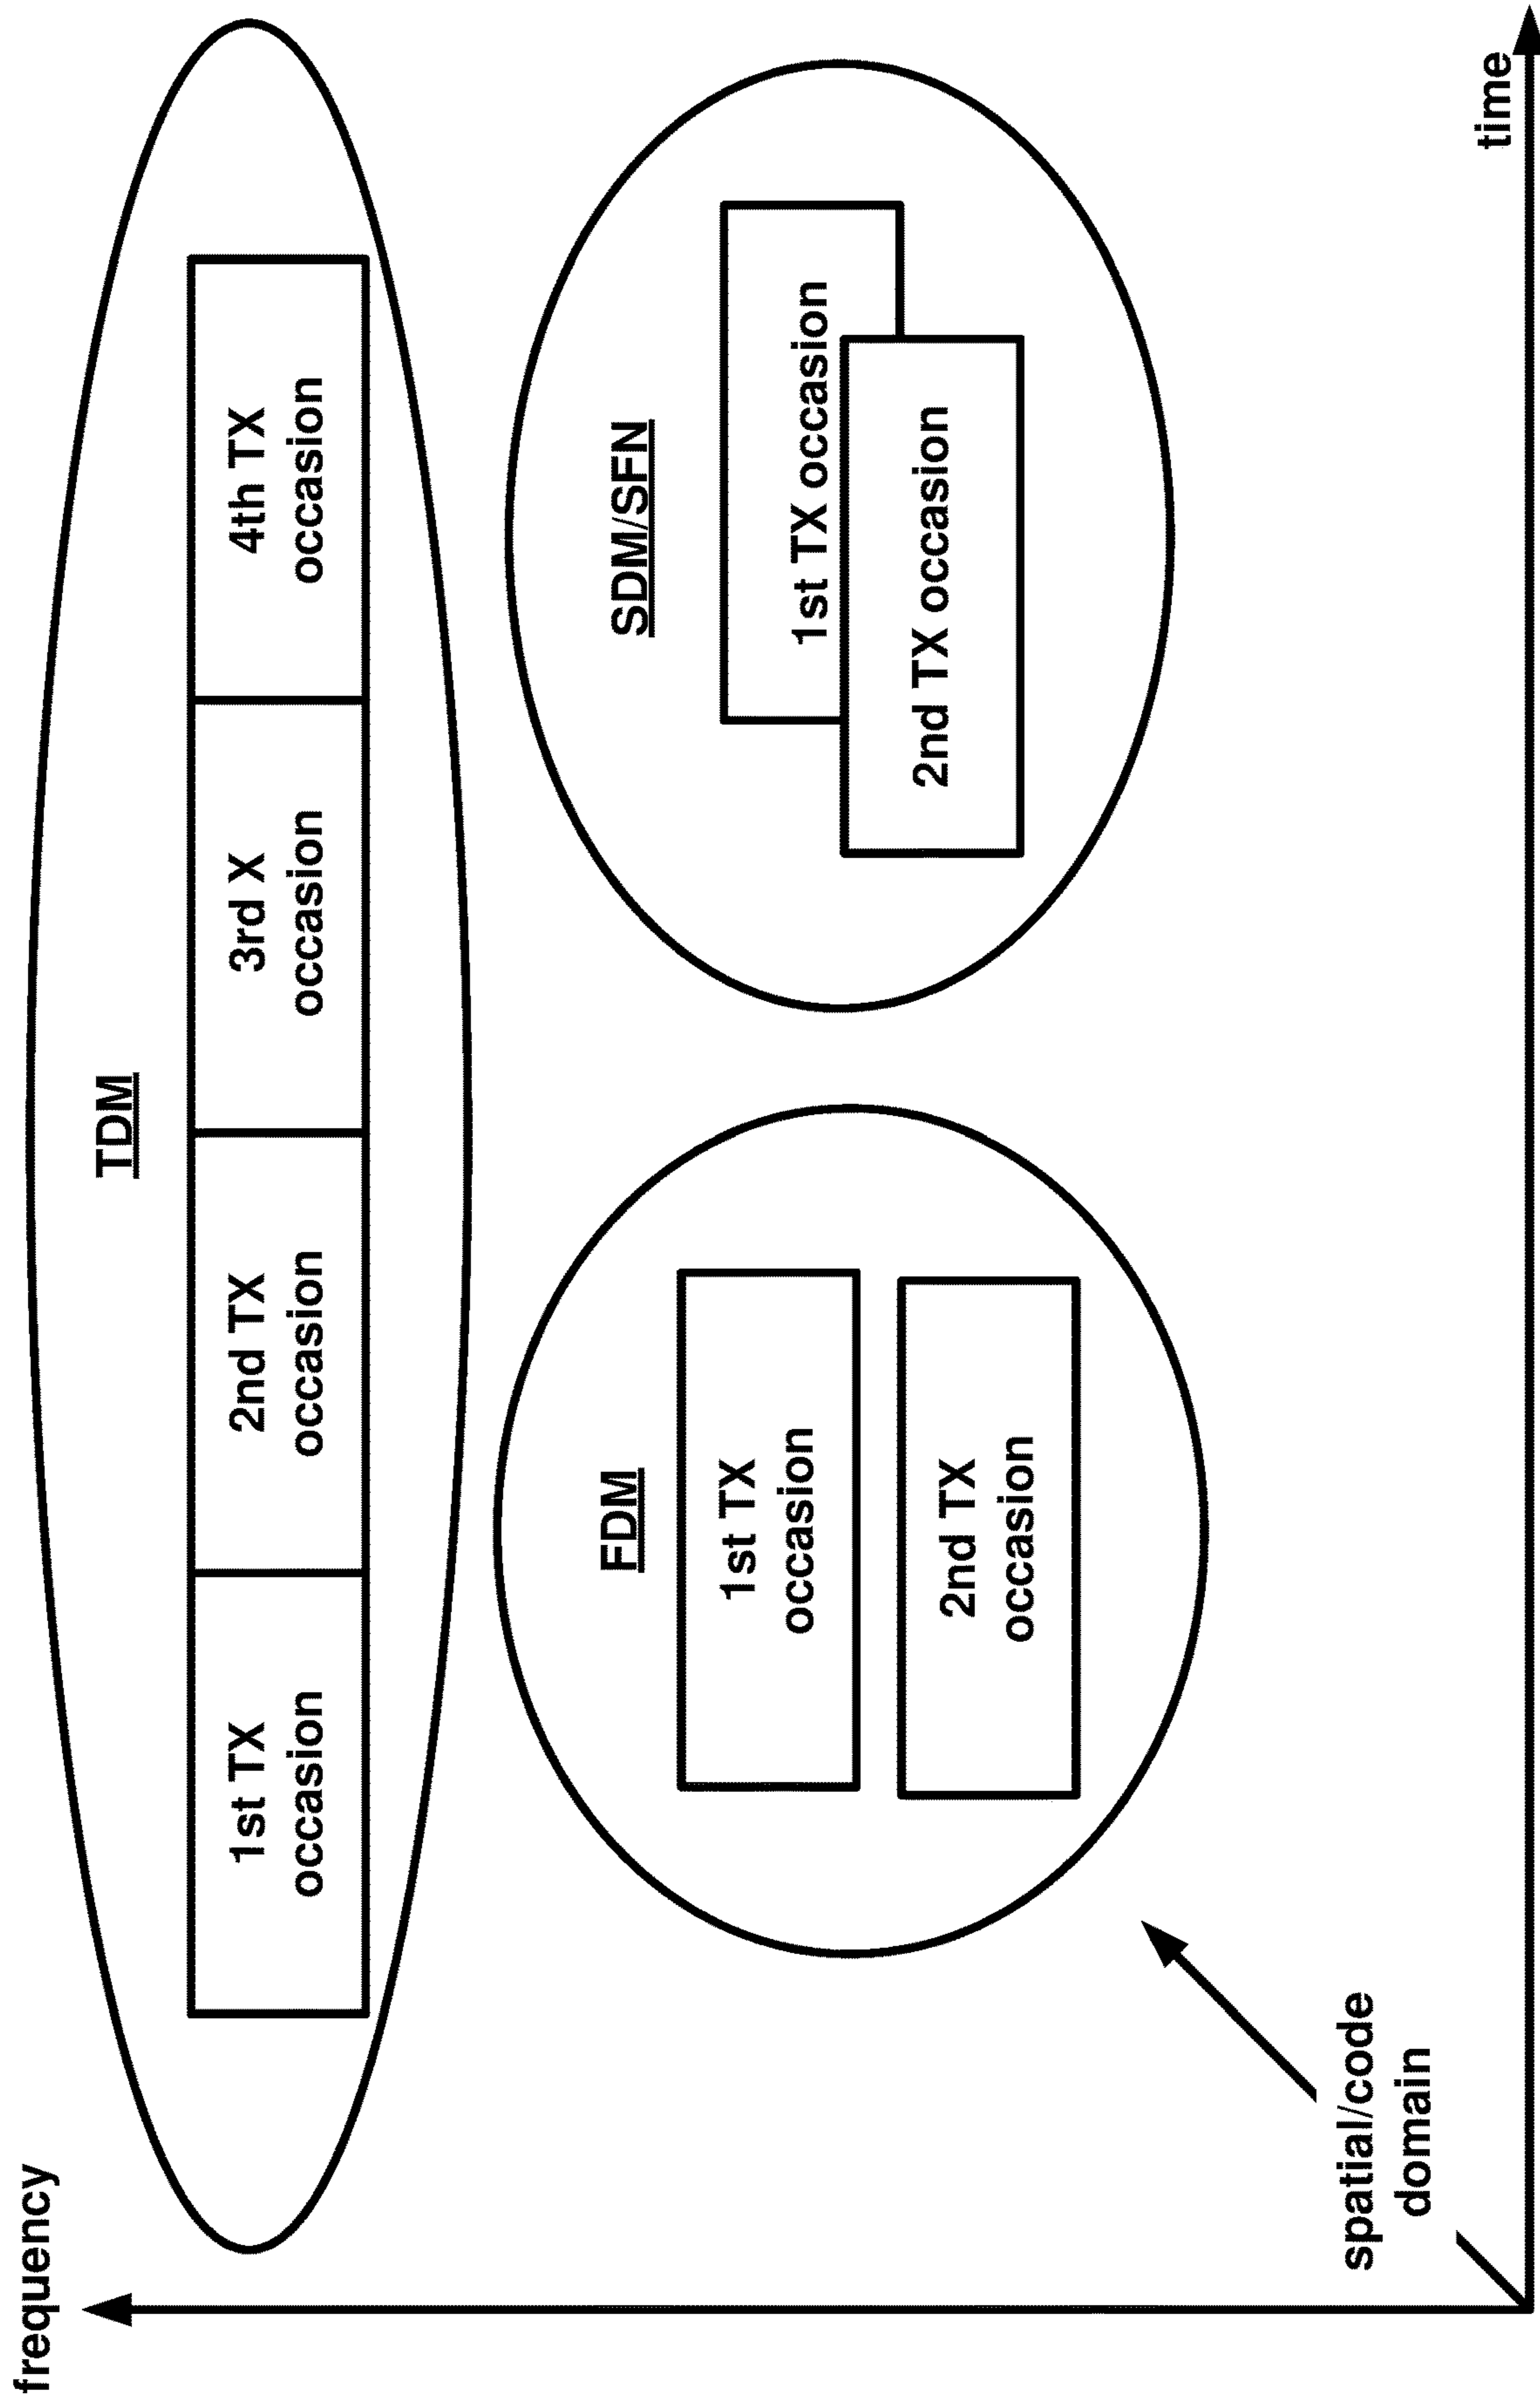 frequency
TDM
1st TX
occasion
2nd TX
occasion
3rd X
occasion
4th TX
occasion
FDM
1st TX
occasion
2nd TX
occasion
SDM/SFN
1st TX occasion
2nd TX occasion
spatial/code
domain
time